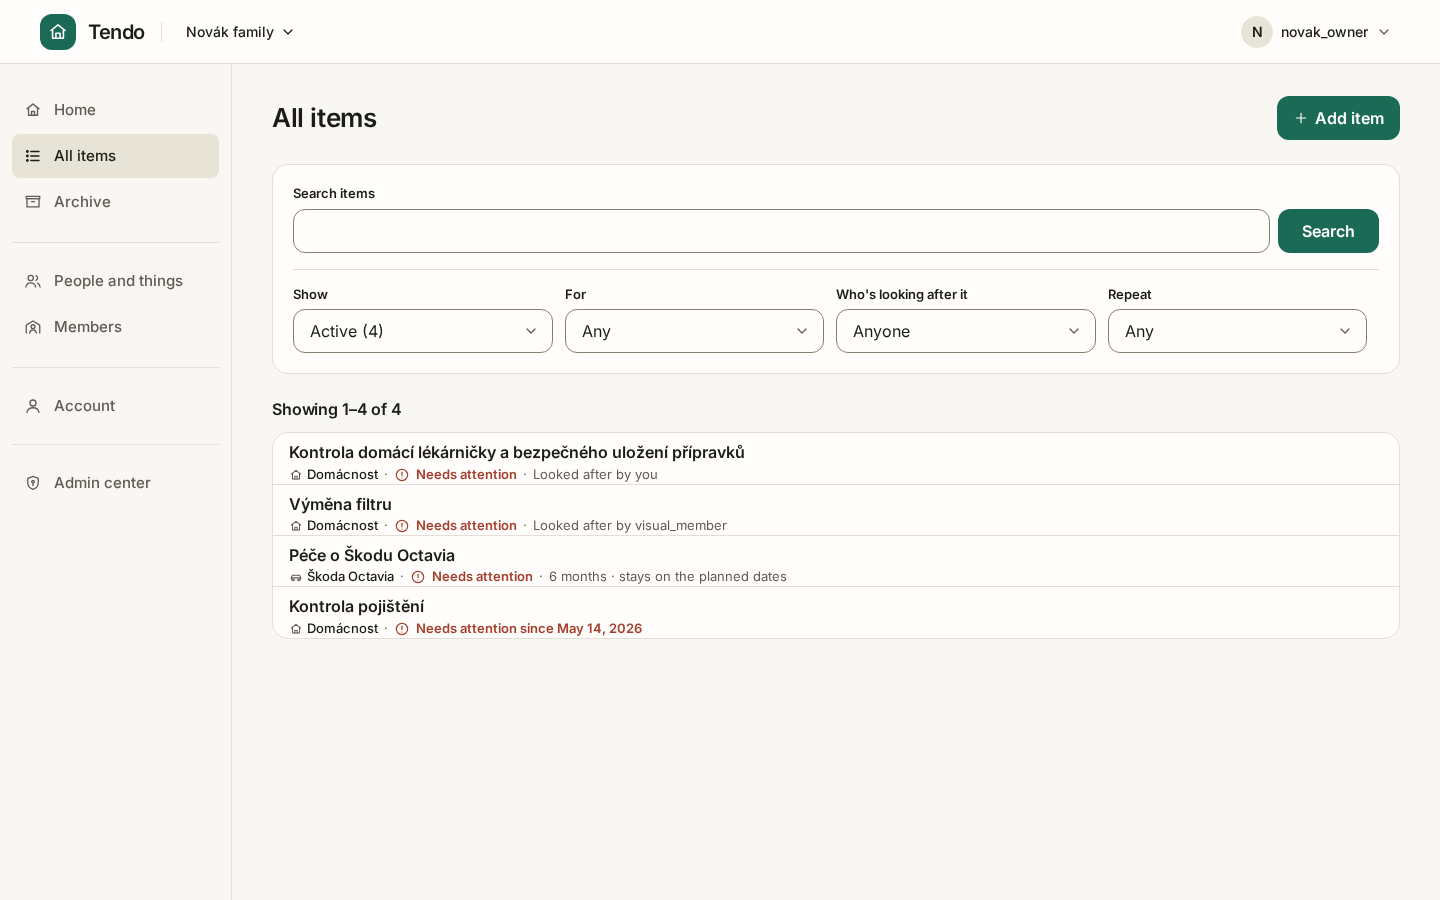 Tendo
Novák family
N
novak_owner
Home
All items
Archive
People and things
Members
Account
Admin center
All items
+ Add item
Search items
Search
Show
For
Who's looking after it
Repeat
Active (4)
Any
Anyone
Any
Showing 1–4 of 4
Kontrola domácí lékárničky a bezpečného uložení přípravků
Domácnost · Needs attention · Looked after by you
Výměna filtru
Domácnost · Needs attention · Looked after by visual_member
Péče o Škodu Octavia
Škoda Octavia · Needs attention · 6 months · stays on the planned dates
Kontrola pojištění
Domácnost · Needs attention since May 14, 2026